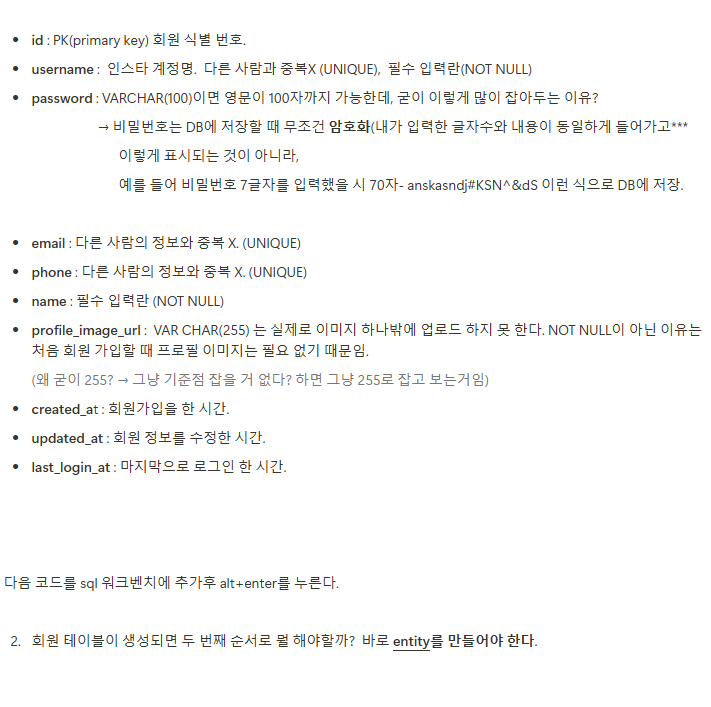 • id : PK(primary key) 회원 식별 번호.
• username : 인스타 계정명. 다른 사람과 중복X (UNIQUE), 필수 입력란(NOT NULL)
• password : VARCHAR(100)이면 영문이 100자까지 가능한데, 굳이 이렇게 많이 잡아두는 이유?
→ 비밀번호는 DB에 저장할 때 무조건 암호화(내가 입력한 글자수와 내용이 동일하게 들어가고***
이렇게 표시되는 것이 아니라,
예를 들어 비밀번호 7글자를 입력했을 시 70자- anskasndj#KSN^&dS 이런 식으로 DB에 저장.
• email : 다른 사람의 정보와 중복 X. (UNIQUE)
• phone : 다른 사람의 정보와 중복 X. (UNIQUE)
• name : 필수 입력란 (NOT NULL)
• profile_image_url : VAR CHAR(255) 는 실제로 이미지 하나밖에 업로드 하지 못 한다. NOT NULL이 아닌 이유는
처음 회원 가입할 때 프로필 이미지는 필요 없기 때문임.
(왜 굳이 255? → 그냥 기준점 잡을 거 없다? 하면 그냥 255로 잡고 보는거임)
• created_at : 회원가입을 한 시간.
• updated_at : 회원 정보를 수정한 시간.
• last_login_at : 마지막으로 로그인 한 시간.
다음 코드를 sql 워크벤치에 추가후 alt+enter를 누른다.
2. 회원 테이블이 생성되면 두 번째 순서로 뭘 해야할까? 바로 entity를 만들어야 한다.